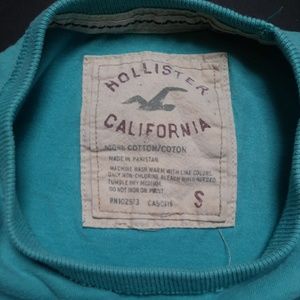 HOLLISTER
CALIFORNIA
100% COTTON/COTON
MADE IN PAKISTAN
MACHINE WASH WARM WITH LIKE COLORS.
ONLY NON-CHLORINE BLEACH WHEN NEEDED.
TUMBLE DRY MEDIUM.
DO NOT IRON ON PRINT.
S